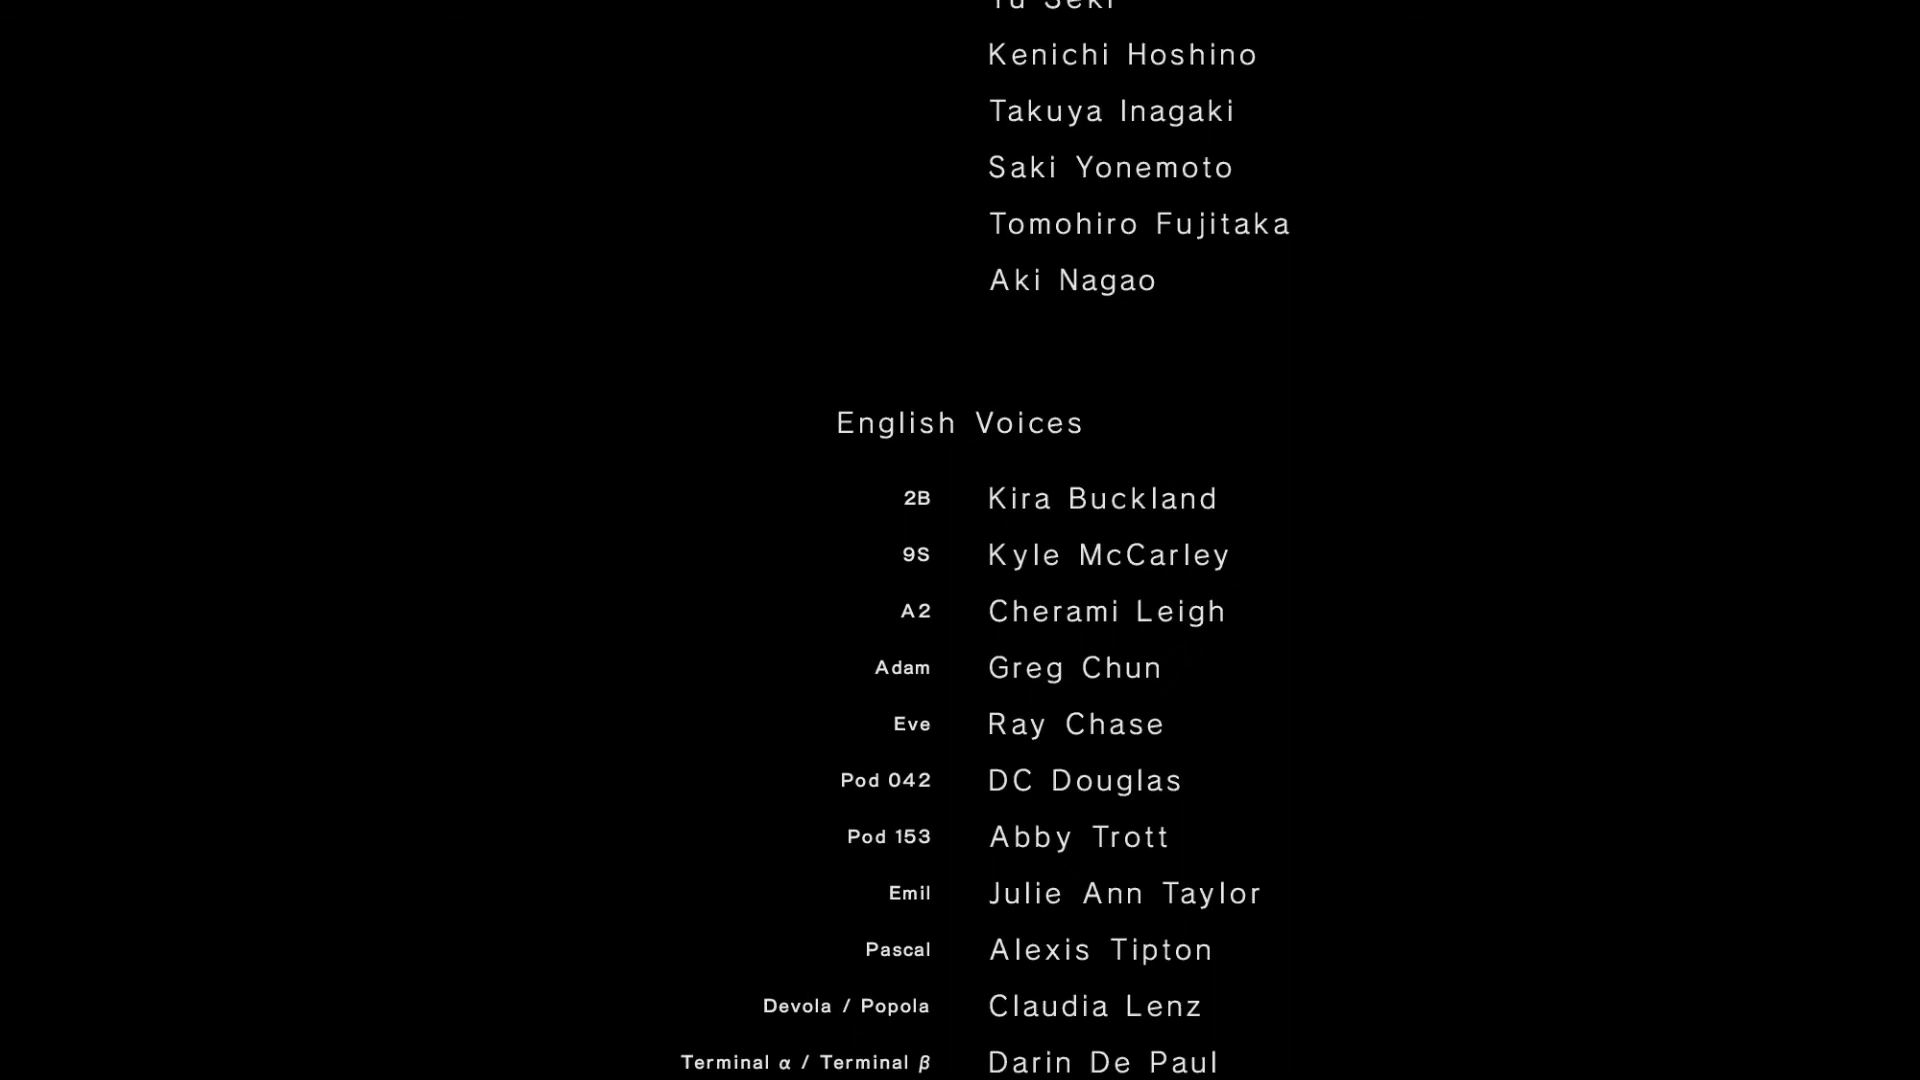 Yu Seki
Kenichi Hoshino
Takuya Inagaki
Saki Yonemoto
Tomohiro Fujitaka
Aki Nagao
English Voices
2B Kira Buckland
9S Kyle McCarley
A2 Cherami Leigh
Adam Greg Chun
Eve Ray Chase
Pod 042 DC Douglas
Pod 153 Abby Trott
Emil Julie Ann Taylor
Pascal Alexis Tipton
Devola / Popola Claudia Lenz
Terminal α / Terminal β Darin De Paul